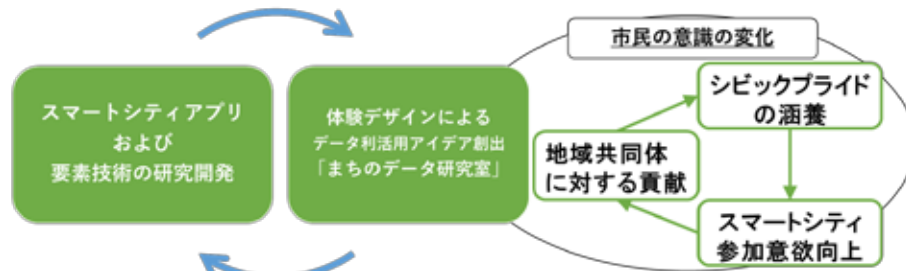 市民の意識の変化
スマートシティアプリ
および
要素技術の研究開発
体験デザインによる
データ利活用アイデア創出
「まちのデータ研究室」
シビックプライド
の涵養
地域共同体
に対する貢献
スマートシティ
参加意欲向上